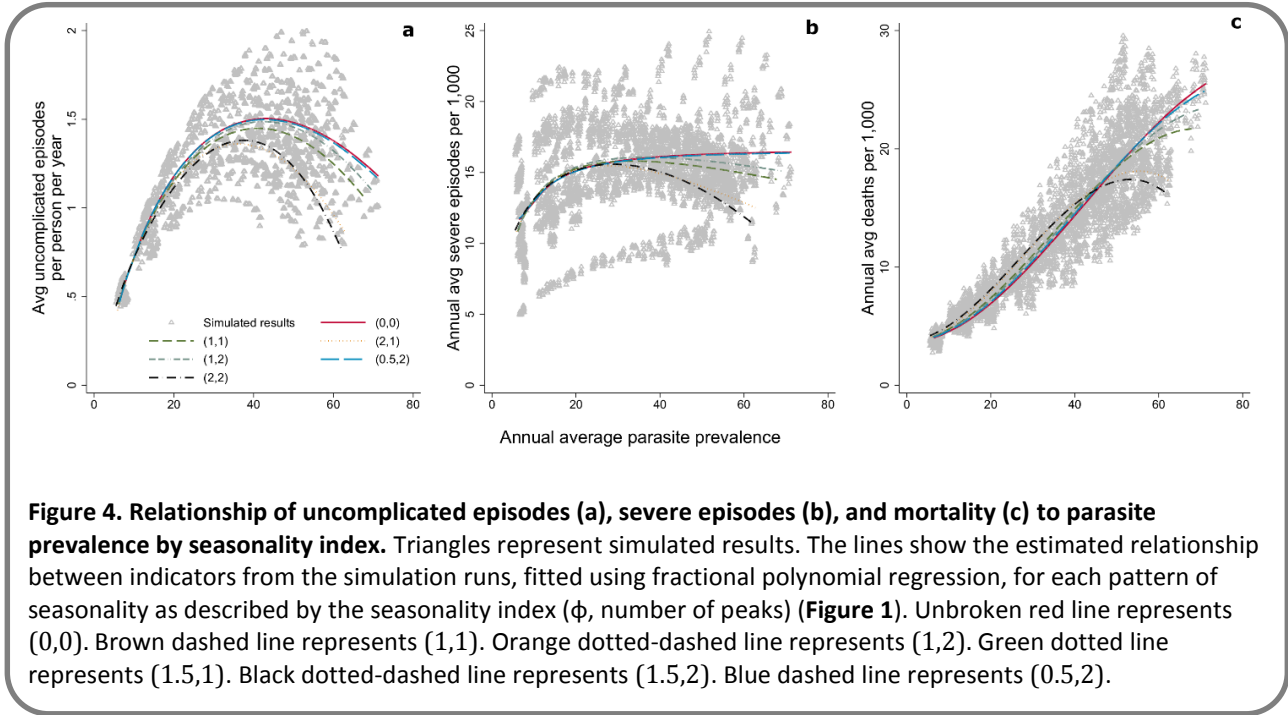 a
Avg uncomplicated episodes
per person per year
0
.5
1
1.5
2
0
20
40
60
80
Simulated results
(0,0)
(1,1)
(2,1)
(1,2)
(0.5,2)
(2,2)
b
Annual avg severe episodes per 1,000
0
5
10
15
20
25
0
20
40
60
80
c
Annual avg deaths per 1,000
0
10
20
30
0
20
40
60
80
Annual average parasite prevalence
Figure 4. Relationship of uncomplicated episodes (a), severe episodes (b), and mortality (c) to parasite
prevalence by seasonality index. Triangles represent simulated results. The lines show the estimated relationship
between indicators from the simulation runs, fitted using fractional polynomial regression, for each pattern of
seasonality as described by the seasonality index (ϕ, number of peaks) (Figure 1). Unbroken red line represents
(0,0). Brown dashed line represents (1,1). Orange dotted-dashed line represents (1,2). Green dotted line
represents (1.5,1). Black dotted-dashed line represents (1.5,2). Blue dashed line represents (0.5,2).